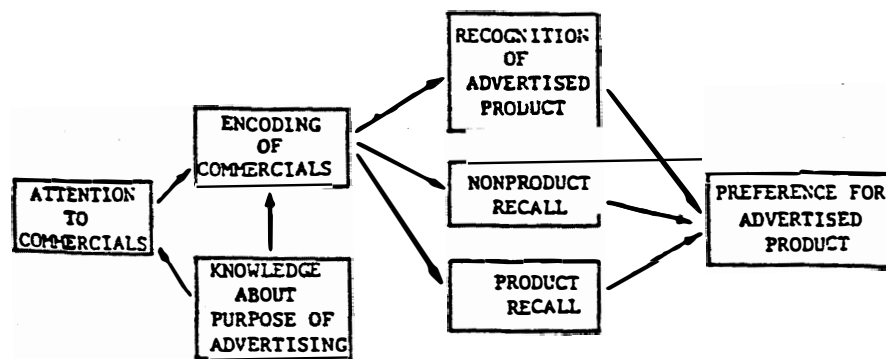 ATTENTION
TO
COMMERCIALS
ENCODING
OF
COMMERCIALS
KNOWLEDGE
ABOUT
PURPOSE OF
ADVERTISING
RECOGNITION
OF
ADVERTISED
PRODUCT
NONPRODUCT
RECALL
PRODUCT
RECALL
PREFERENCE FOR
ADVERTISED
PRODUCT